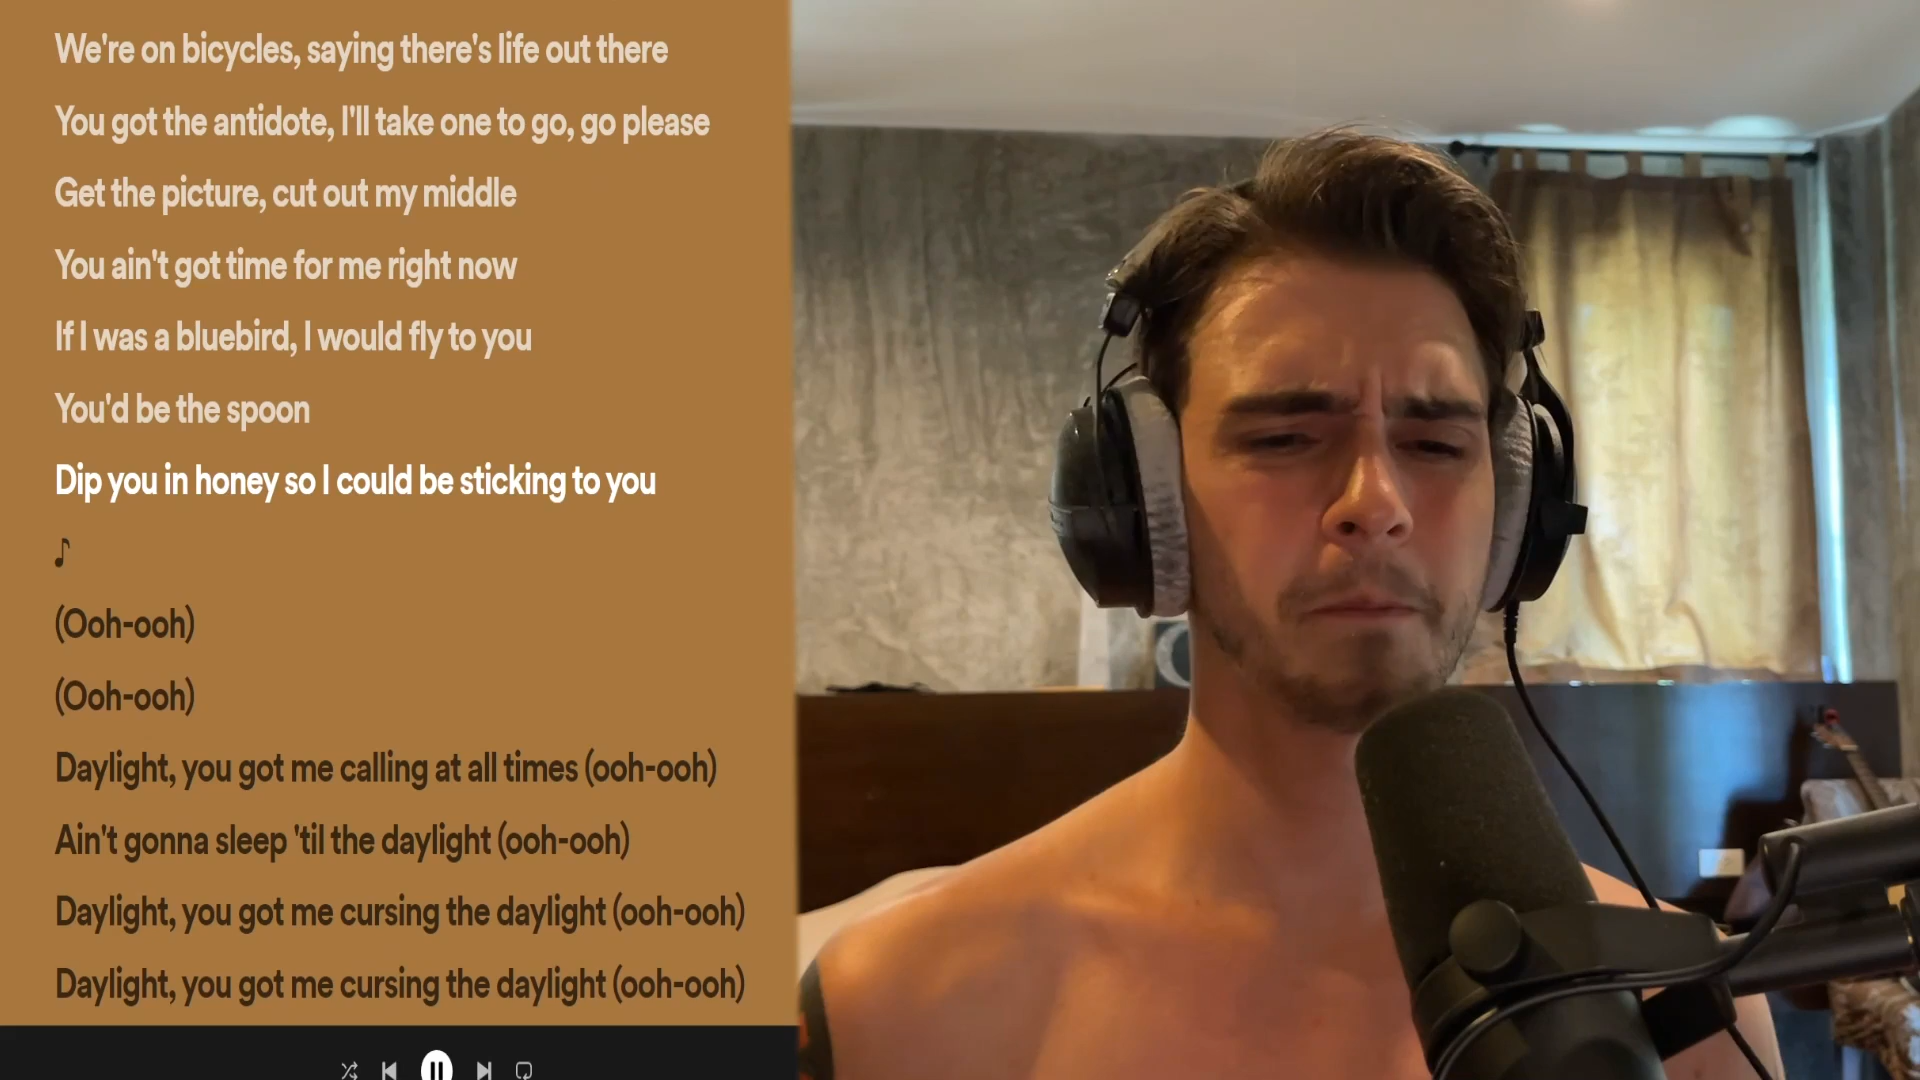 We're on bicycles, saying there's life out there
You got the antidote, I'll take one to go, go please
Get the picture, cut out my middle
You ain't got time for me right now
If I was a bluebird, I would fly to you
You'd be the spoon
Dip you in honey so I could be sticking to you
♪
(Ooh-ooh)
(Ooh-ooh)
Daylight, you got me calling at all times (ooh-ooh)
Ain't gonna sleep 'til the daylight (ooh-ooh)
Daylight, you got me cursing the daylight (ooh-ooh)
Daylight, you got me cursing the daylight (ooh-ooh)